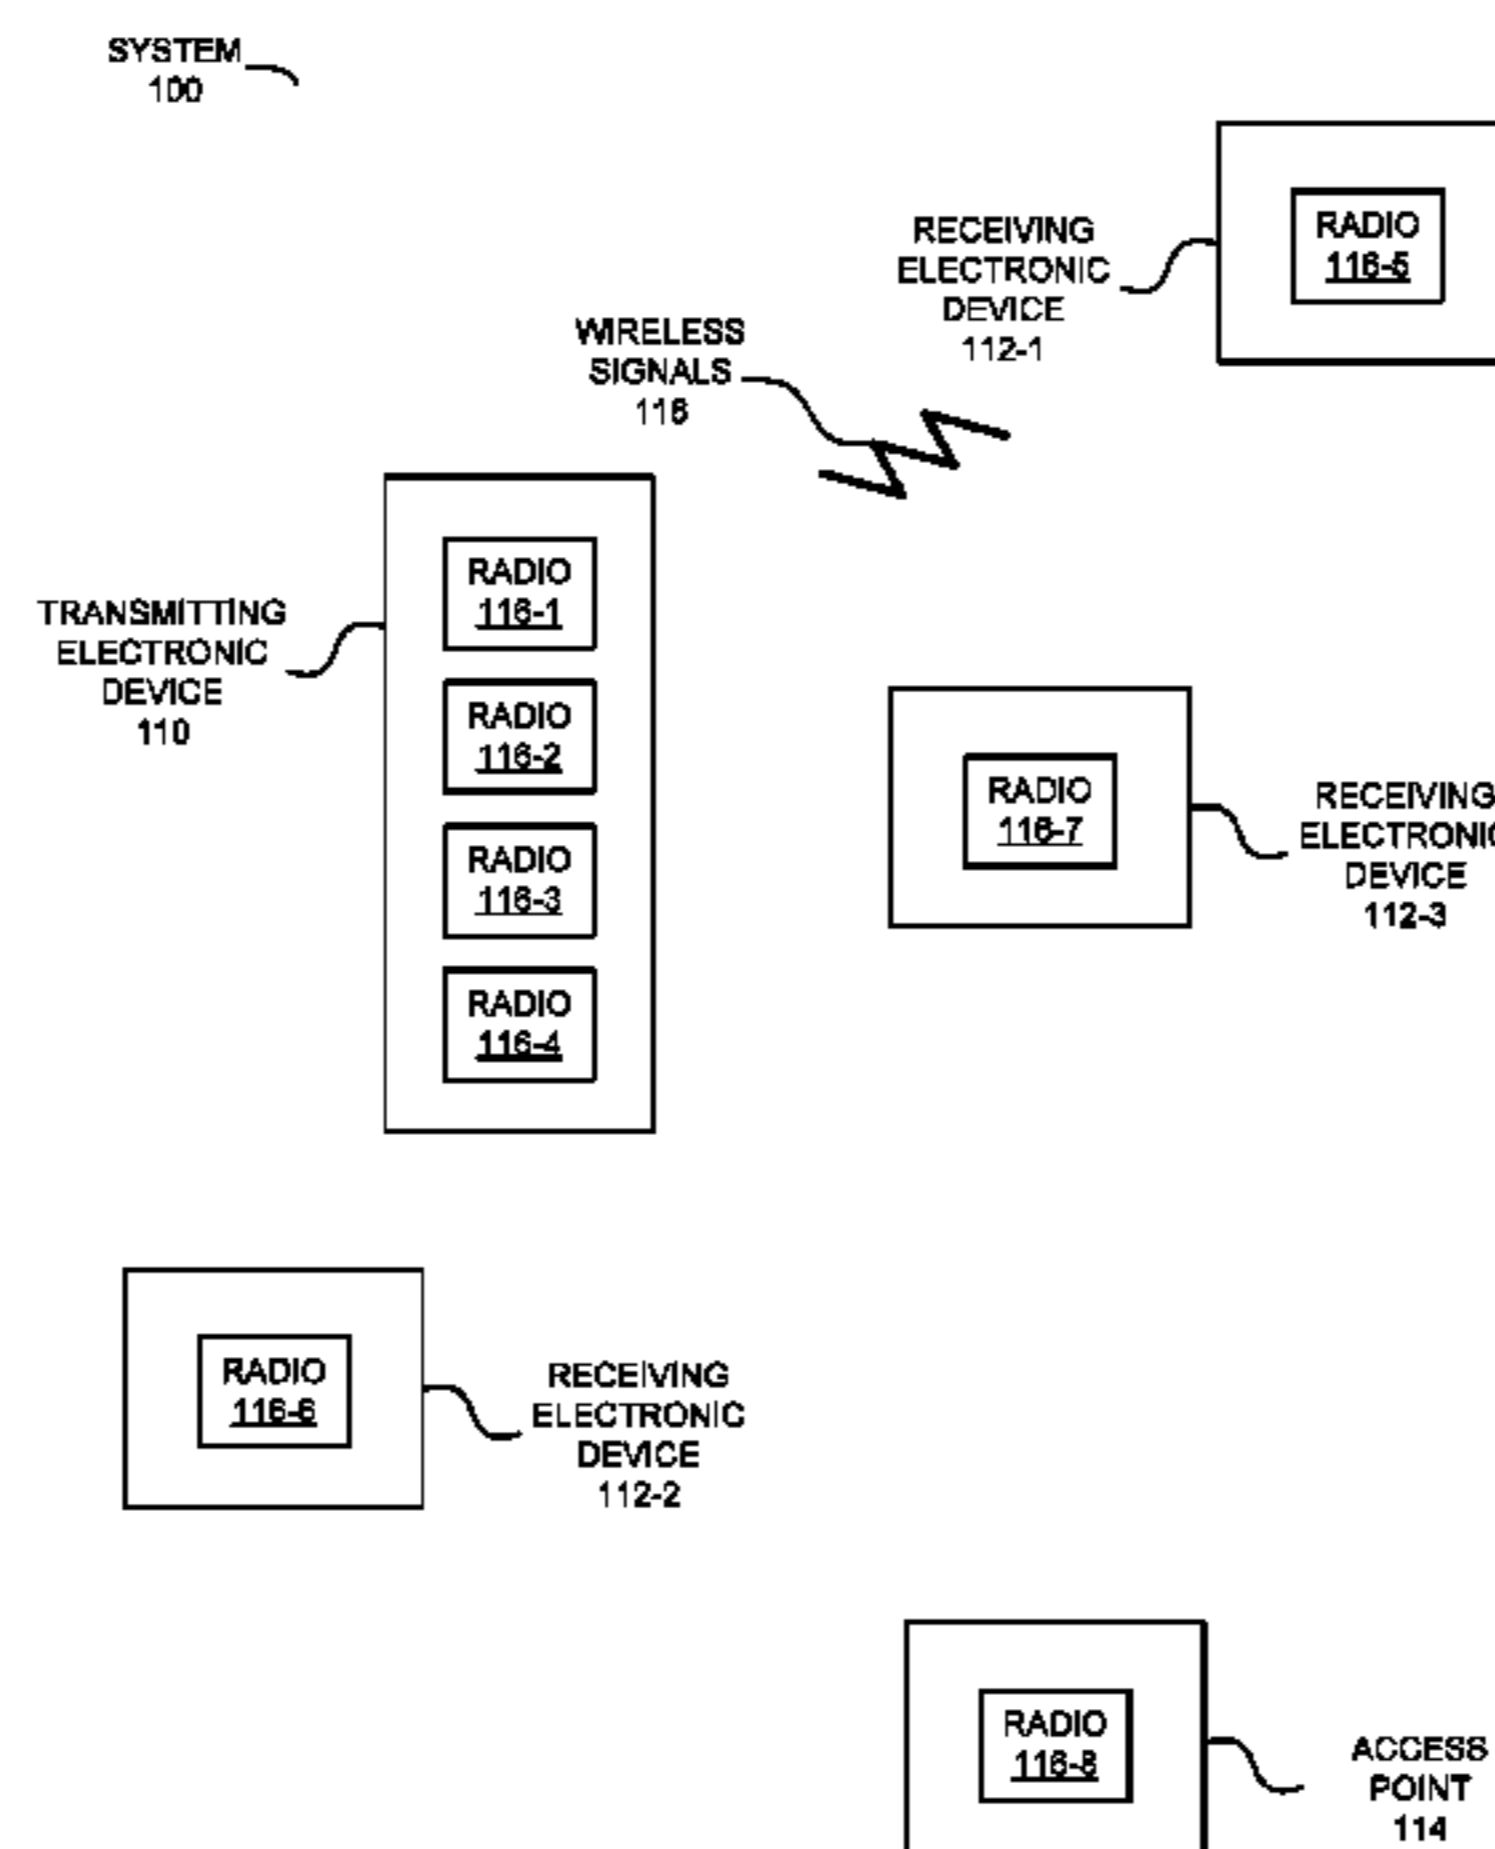 SYSTEM
100
RECEIVING
ELECTRONIC
DEVICE
112-1
RADIO
116-5
WIRELESS
SIGNALS
118
TRANSMITTING
ELECTRONIC
DEVICE
110
RADIO
116-1
RADIO
116-2
RADIO
116-3
RADIO
116-4
RADIO
116-7
RECEIVING
ELECTRONIC
DEVICE
112-3
RADIO
116-6
RECEIVING
ELECTRONIC
DEVICE
112-2
RADIO
116-8
ACCESS
POINT
114